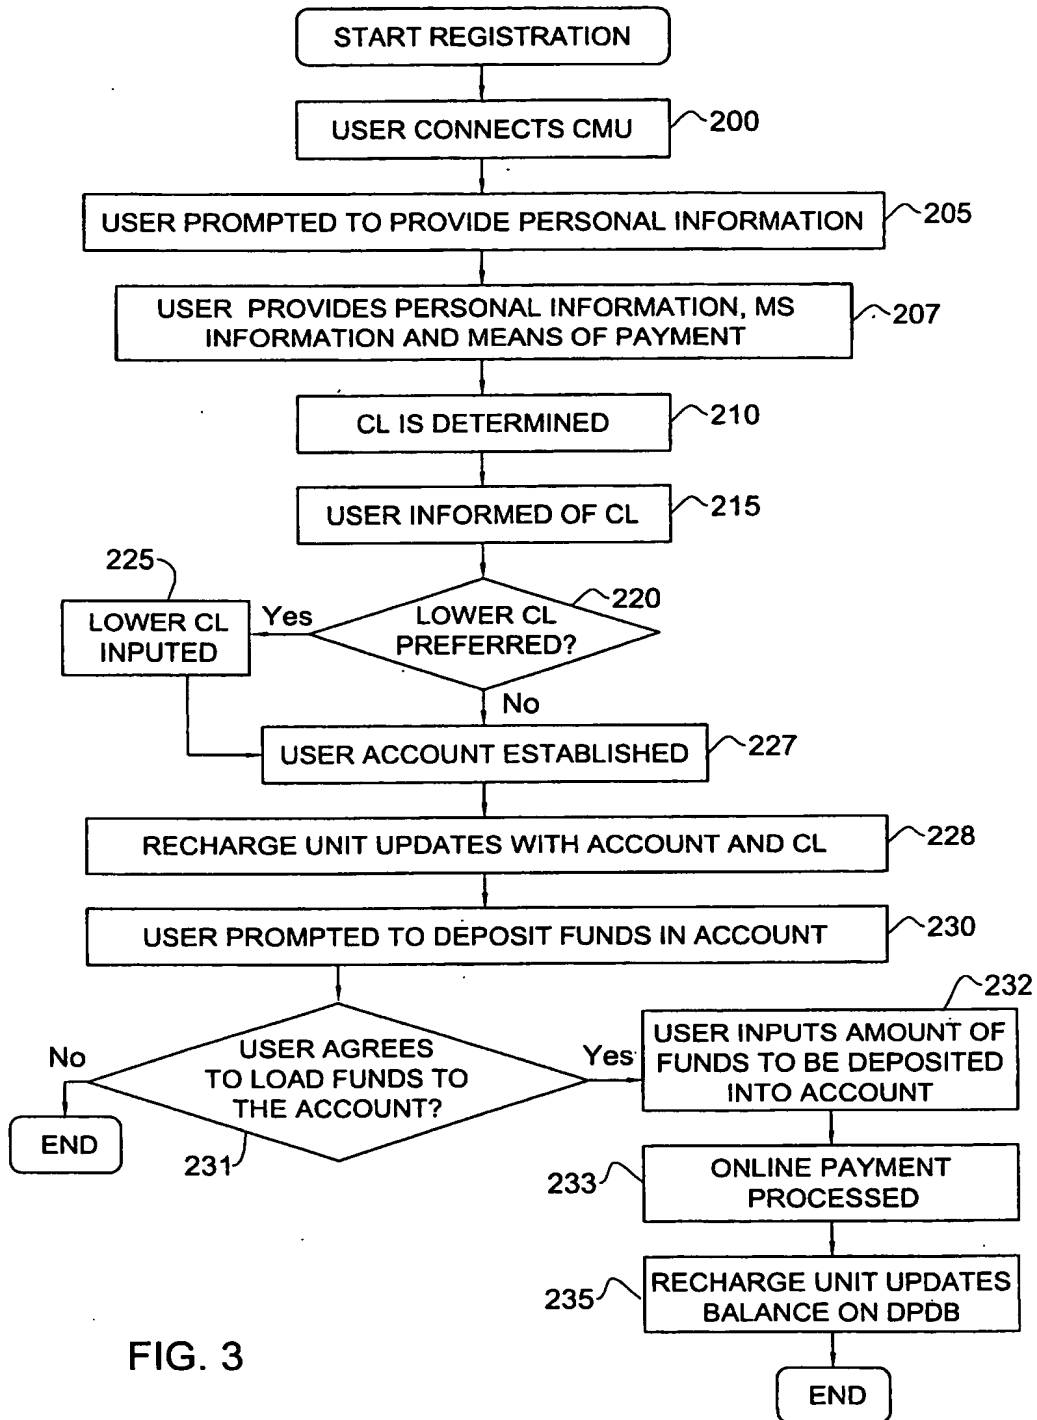 START REGISTRATION
USER CONNECTS CMU
200
USER PROMPTED TO PROVIDE PERSONAL INFORMATION
205
USER PROVIDES PERSONAL INFORMATION, MS
INFORMATION AND MEANS OF PAYMENT
207
CL IS DETERMINED
210
USER INFORMED OF CL
215
225
LOWER CL
INPUTED
Yes
LOWER CL
PREFERRED?
220
No
USER ACCOUNT ESTABLISHED
227
RECHARGE UNIT UPDATES WITH ACCOUNT AND CL
228
USER PROMPTED TO DEPOSIT FUNDS IN ACCOUNT
230
USER AGREES
TO LOAD FUNDS TO
THE ACCOUNT?
231
No
END
Yes
232
USER INPUTS AMOUNT OF
FUNDS TO BE DEPOSITED
INTO ACCOUNT
233
ONLINE PAYMENT
PROCESSED
235
RECHARGE UNIT UPDATES
BALANCE ON DPDB
END
FIG. 3